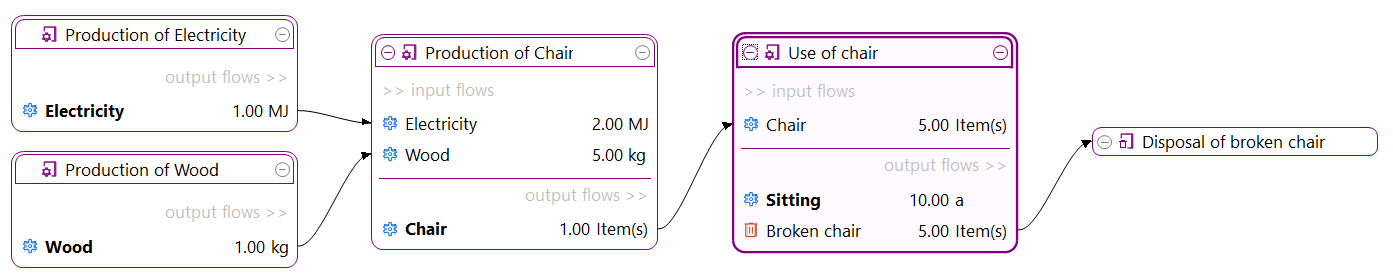 Production of Electricity
output flows >>
Electricity 1.00 MJ
Production of Wood
output flows >>
Wood 1.00 kg
Production of Chair
>> input flows
Electricity 2.00 MJ
Wood 5.00 kg
output flows >>
Chair 1.00 Item(s)
Use of chair
>> input flows
Chair 5.00 Item(s)
output flows >>
Sitting 10.00 a
Broken chair 5.00 Item(s)
Disposal of broken chair